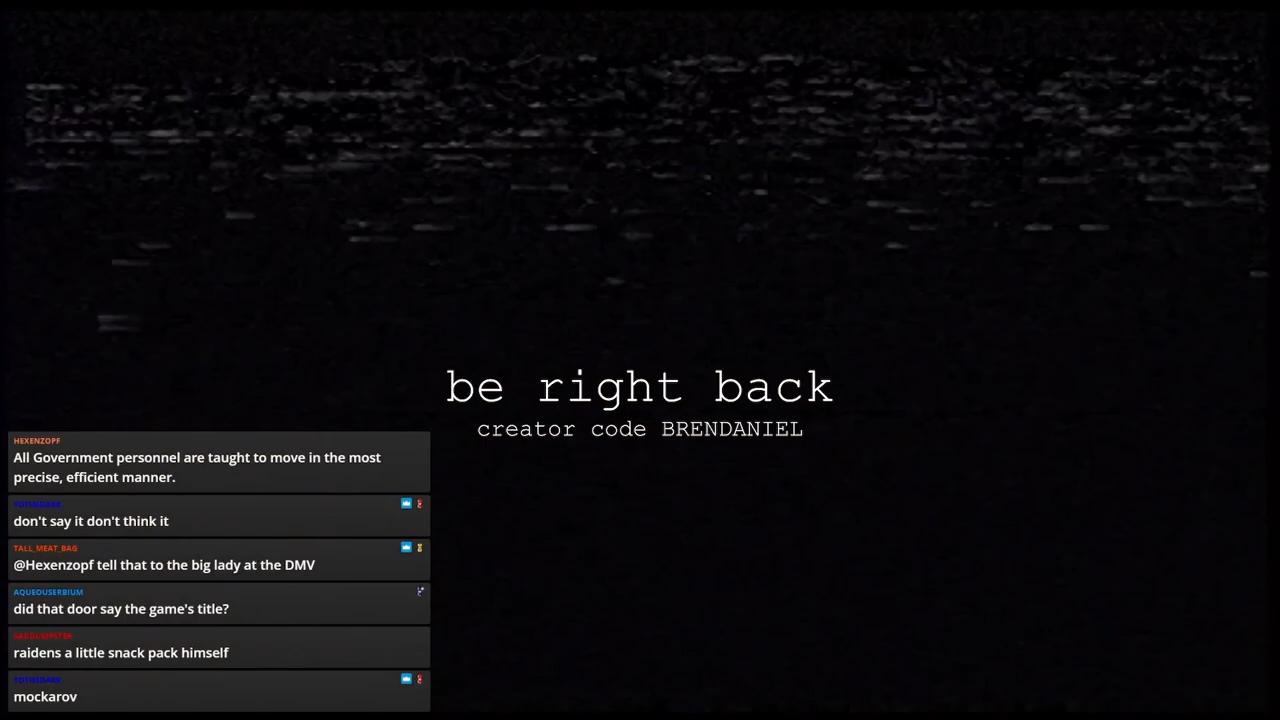 be right back
creator code BRENDANIEL
HEXENZOPF
All Government personnel are taught to move in the most
precise, efficient manner.
don't say it don't think it
TALL_MEAT_BAG
@Hexenzopf tell that to the big lady at the DMV
AQUEOUSERBIUM
did that door say the game's title?
raidens a little snack pack himself
mockarov